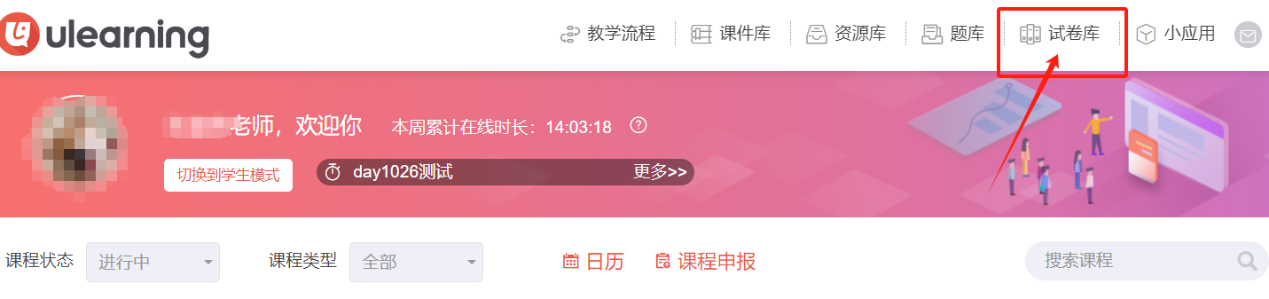 ulearning
教学流程 课件库 资源库 题库 试卷库 小应用
老师，欢迎你 本周累计在线时长：14:03:18
切换到学生模式 day1026测试 更多>>
课程状态 进行中 课程类型 全部 日历 课程申报 搜索课程